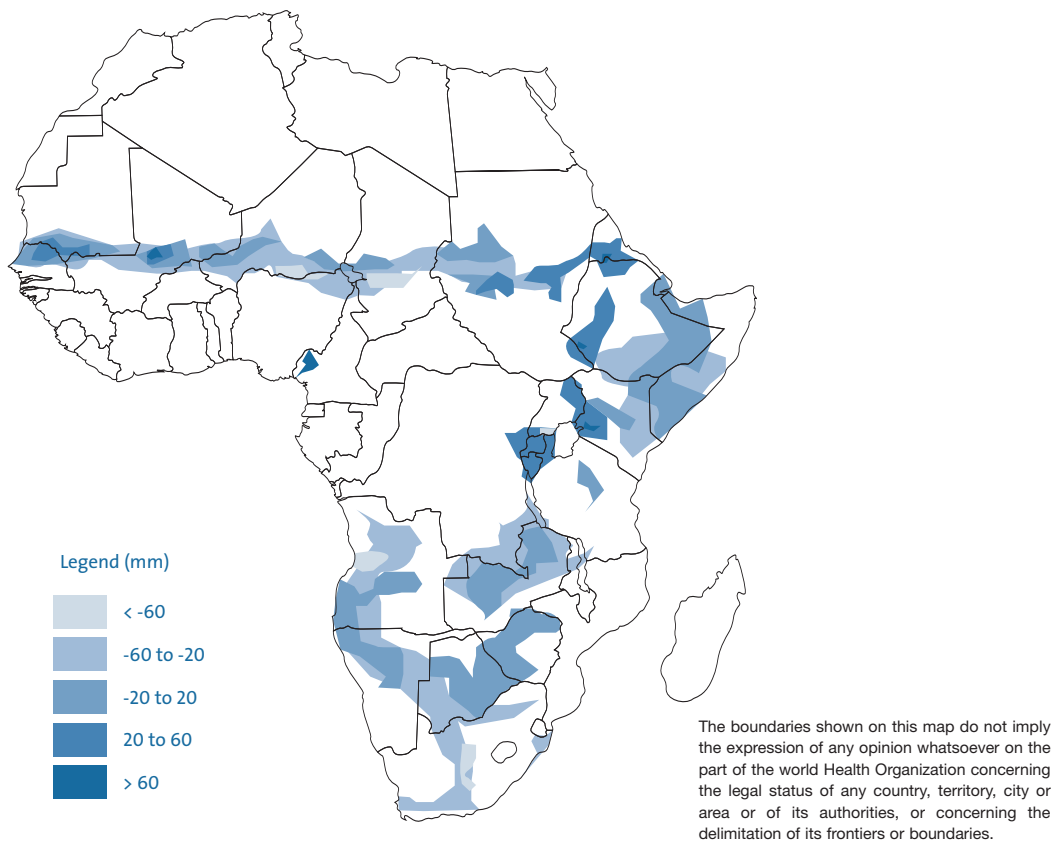 Legend (mm)
< -60
-60 to -20
-20 to 20
20 to 60
> 60
The boundaries shown on this map do not imply
the expression of any opinion whatsoever on the
part of the world Health Organization concerning
the legal status of any country, territory, city or
area or of its authorities, or concerning the
delimitation of its frontiers or boundaries.